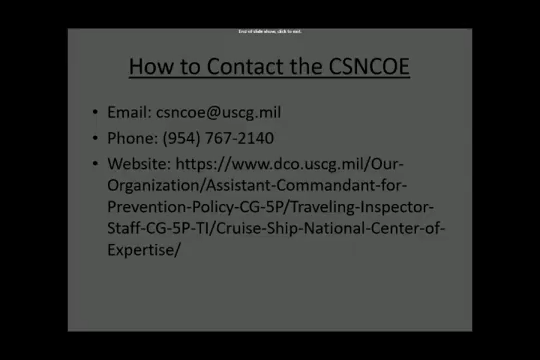 End of slide show, click to exit.
How to Contact the CSNCOE
• Email: csncoe@uscg.mil
• Phone: (954) 767-2140
• Website: https://www.dco.uscg.mil/Our-
Organization/Assistant-Commandant-for-
Prevention-Policy-CG-5P/Traveling-Inspector-
Staff-CG-5P-TI/Cruise-Ship-National-Center-of-
Expertise/